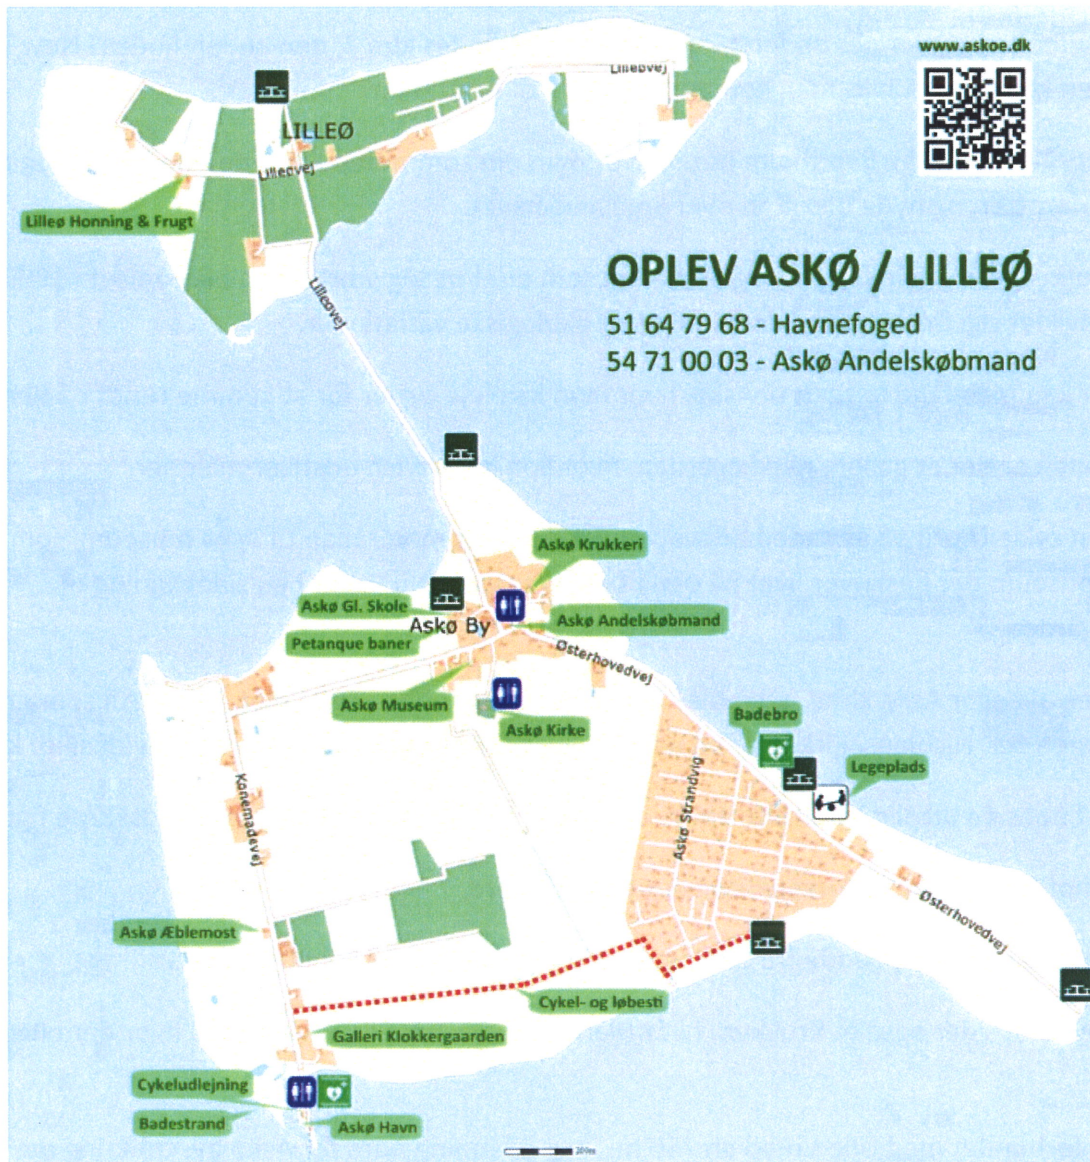 www.askoe.dk
Lilleøvej
LILLEØ
Lilleøvej
Lilleø Honning & Frugt
OPLEV ASKØ / LILLEØ
51 64 79 68 - Havnefoged
54 71 00 03 - Askø Andelskøbmand
Lilleøvej
Askø Krukkeri
Askø Gl. Skole
Askø By
Askø Andelskøbmand
Petanque baner
Østerhovedvej
Askø Museum
Askø Kirke
Badebro
Legeplads
Askø Strandvig
Konemadevej
Østerhovedvej
Askø Æblemost
Cykel- og løbesti
Galleri Klokkergaarden
Cykeludlejning
Badestrand
Askø Havn
200m